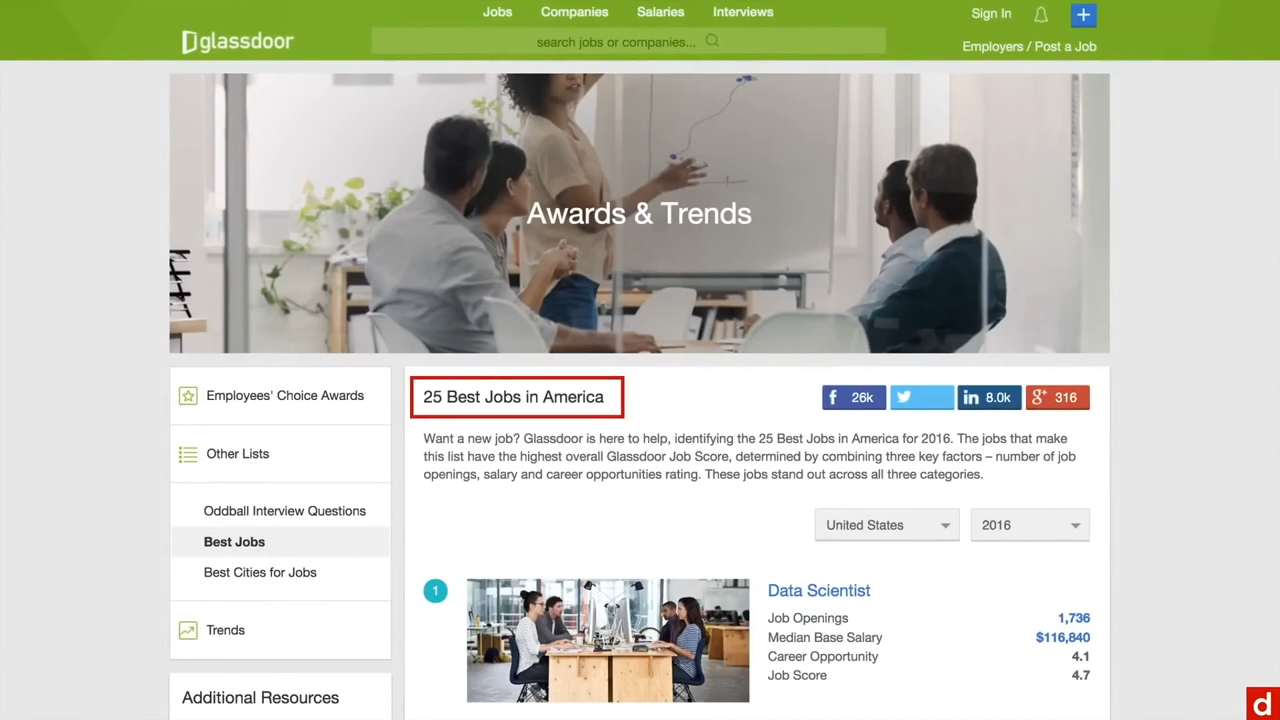 Jobs Companies Salaries Interviews
Sign In
glassdoor
search jobs or companies...
Employers / Post a Job
Awards & Trends
Employees' Choice Awards
Other Lists
Oddball Interview Questions
Best Jobs
Best Cities for Jobs
Trends
Additional Resources
25 Best Jobs in America
26k
8.0k
316
Want a new job? Glassdoor is here to help, identifying the 25 Best Jobs in America for 2016. The jobs that make
this list have the highest overall Glassdoor Job Score, determined by combining three key factors – number of job
openings, salary and career opportunities rating. These jobs stand out across all three categories.
United States
2016
1
Data Scientist
Job Openings 1,736
Median Base Salary $116,840
Career Opportunity 4.1
Job Score 4.7
d